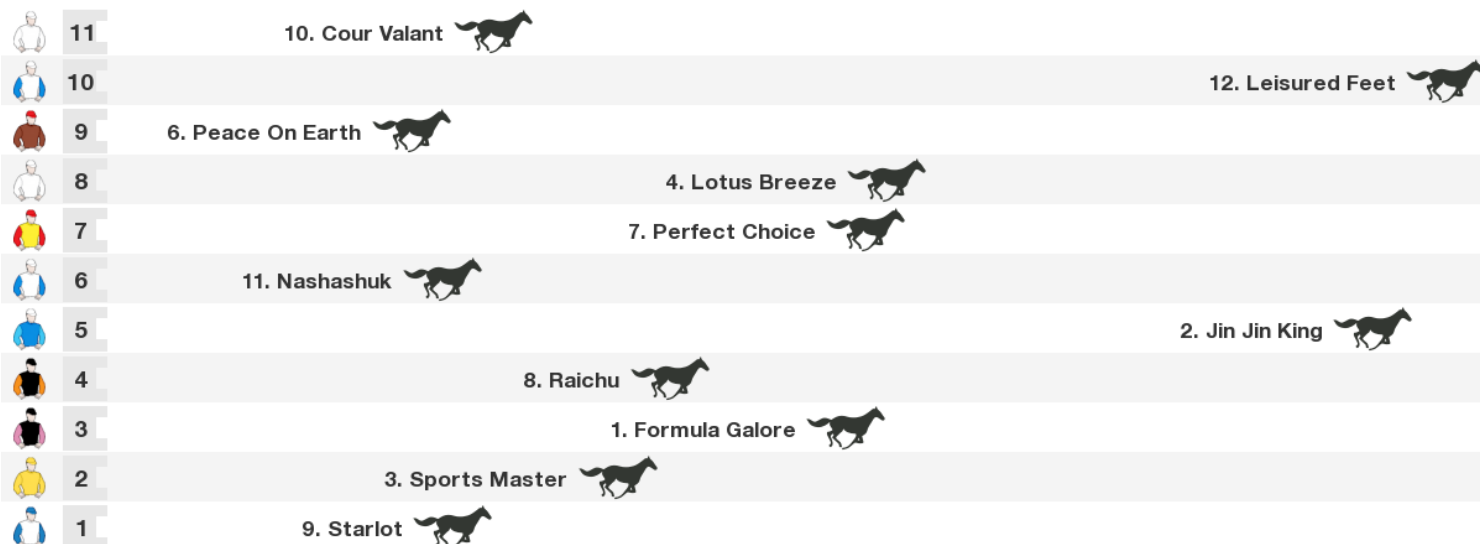 11 10. Cour Valant
10 12. Leisured Feet
9 6. Peace On Earth
8 4. Lotus Breeze
7 7. Perfect Choice
6 11. Nashashuk
5 2. Jin Jin King
4 8. Raichu
3 1. Formula Galore
2 3. Sports Master
1 9. Starlot